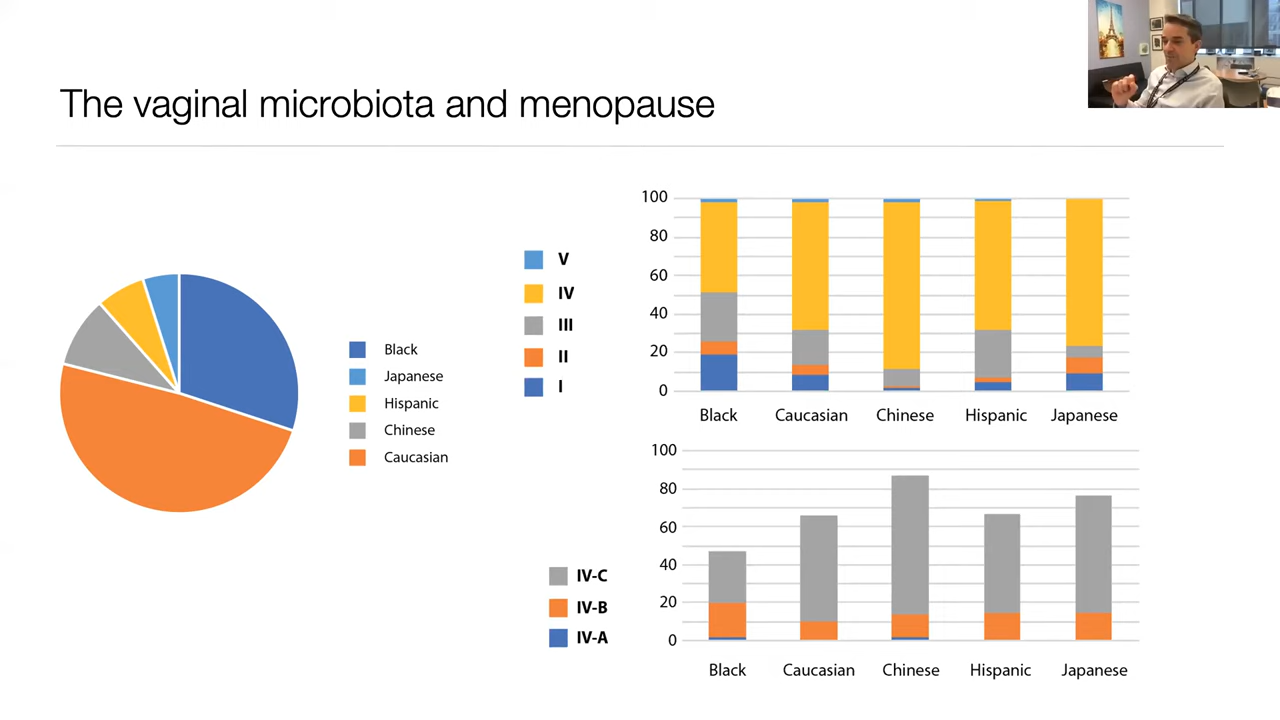 The vaginal microbiota and menopause
Black
Japanese
Hispanic
Chinese
Caucasian
V
IV
III
II
I
100
80
60
40
20
0
Black Caucasian Chinese Hispanic Japanese
IV-C
IV-B
IV-A
100
80
60
40
20
0
Black Caucasian Chinese Hispanic Japanese